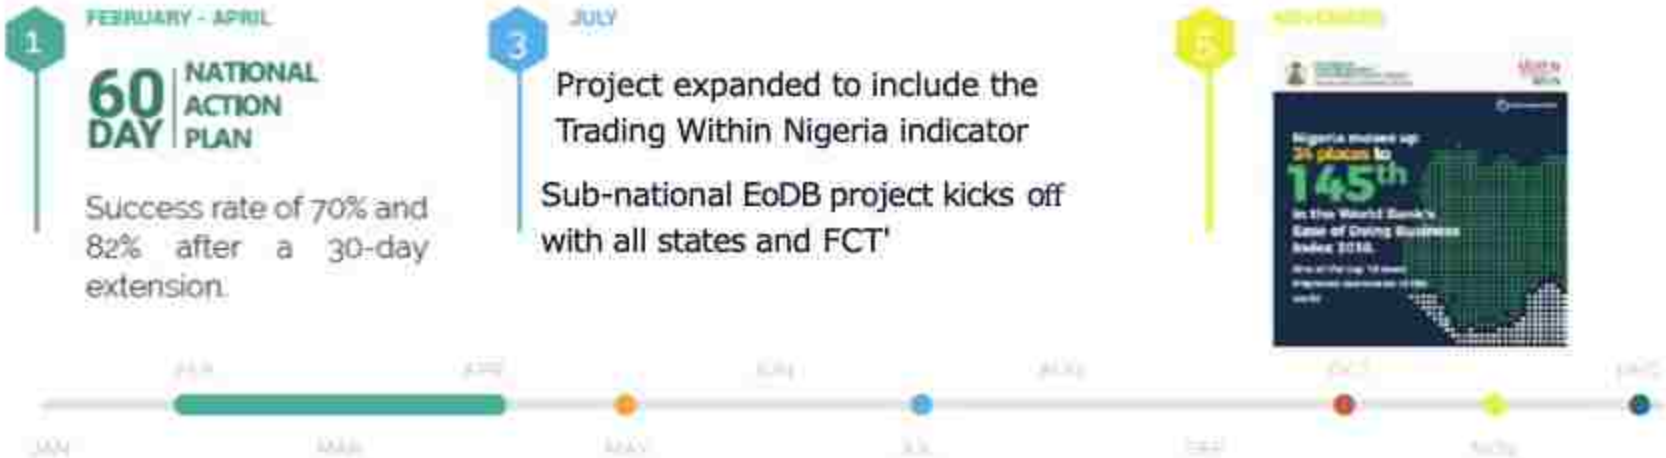 1
FEBRUARY - APRIL
60
DAY
NATIONAL
ACTION
PLAN
Success rate of 70% and
82% after a 30-day
extension.
3
JULY
Project expanded to include the
Trading Within Nigeria indicator
Sub-national EoDB project kicks off
with all states and FCT'
NOVEMBER
Nigeria moves up
24 places to
145th
in the World Bank's
Ease of Doing Business
Index 2018.
FEB
APR
JUN
AUG
OCT
DEC
JAN
MAR
MAY
JUL
SEP
NOV